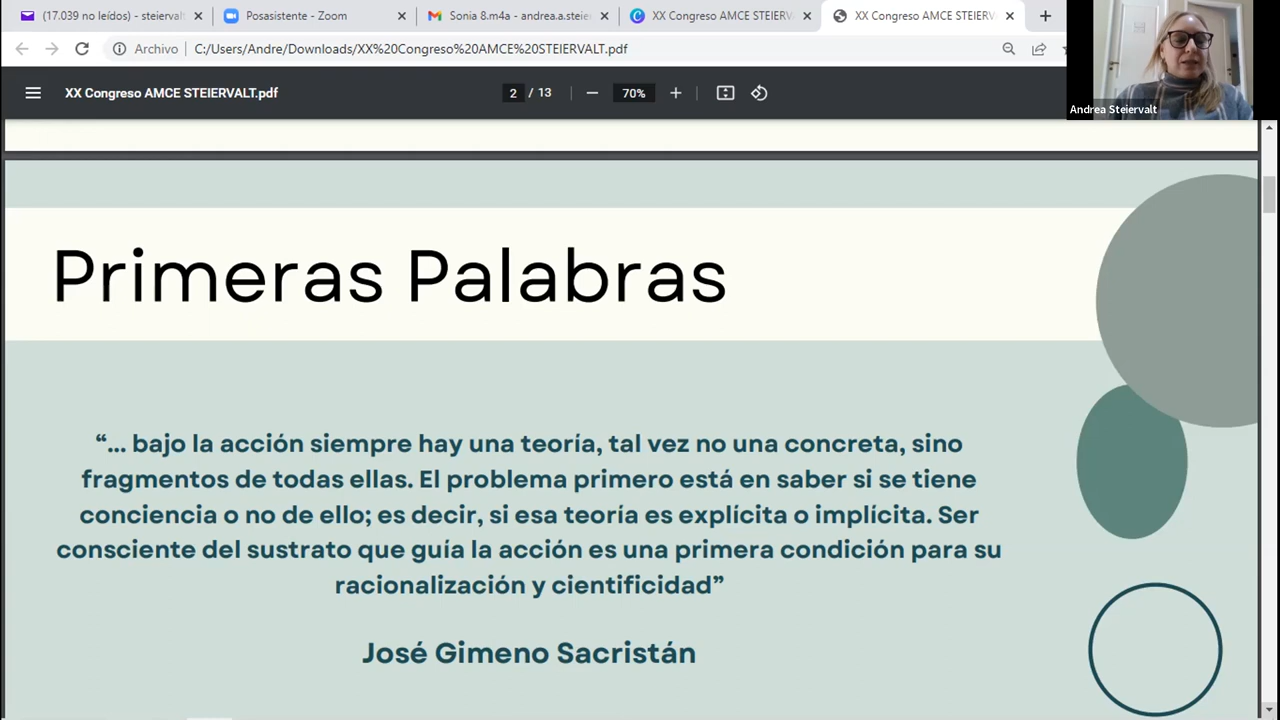 (17.039 no leídos) - steierval
Posasistente - Zoom
Sonia 8.m4a - andrea.a.steie
XX Congreso AMCE STEIERV
XX Congreso AMCE STEIERV
Archivo
C:/Users/Andre/Downloads/XX%20Congreso%20AMCE%20STEIERVALT.pdf
XX Congreso AMCE STEIERVALT.pdf
2 / 13
70%
Andrea Steiervalt
Primeras Palabras
“... bajo la acción siempre hay una teoría, tal vez no una concreta, sino
fragmentos de todas ellas. El problema primero está en saber si se tiene
conciencia o no de ello; es decir, si esa teoría es explícita o implícita. Ser
consciente del sustrato que guía la acción es una primera condición para su
racionalización y cientificidad”
José Gimeno Sacristán